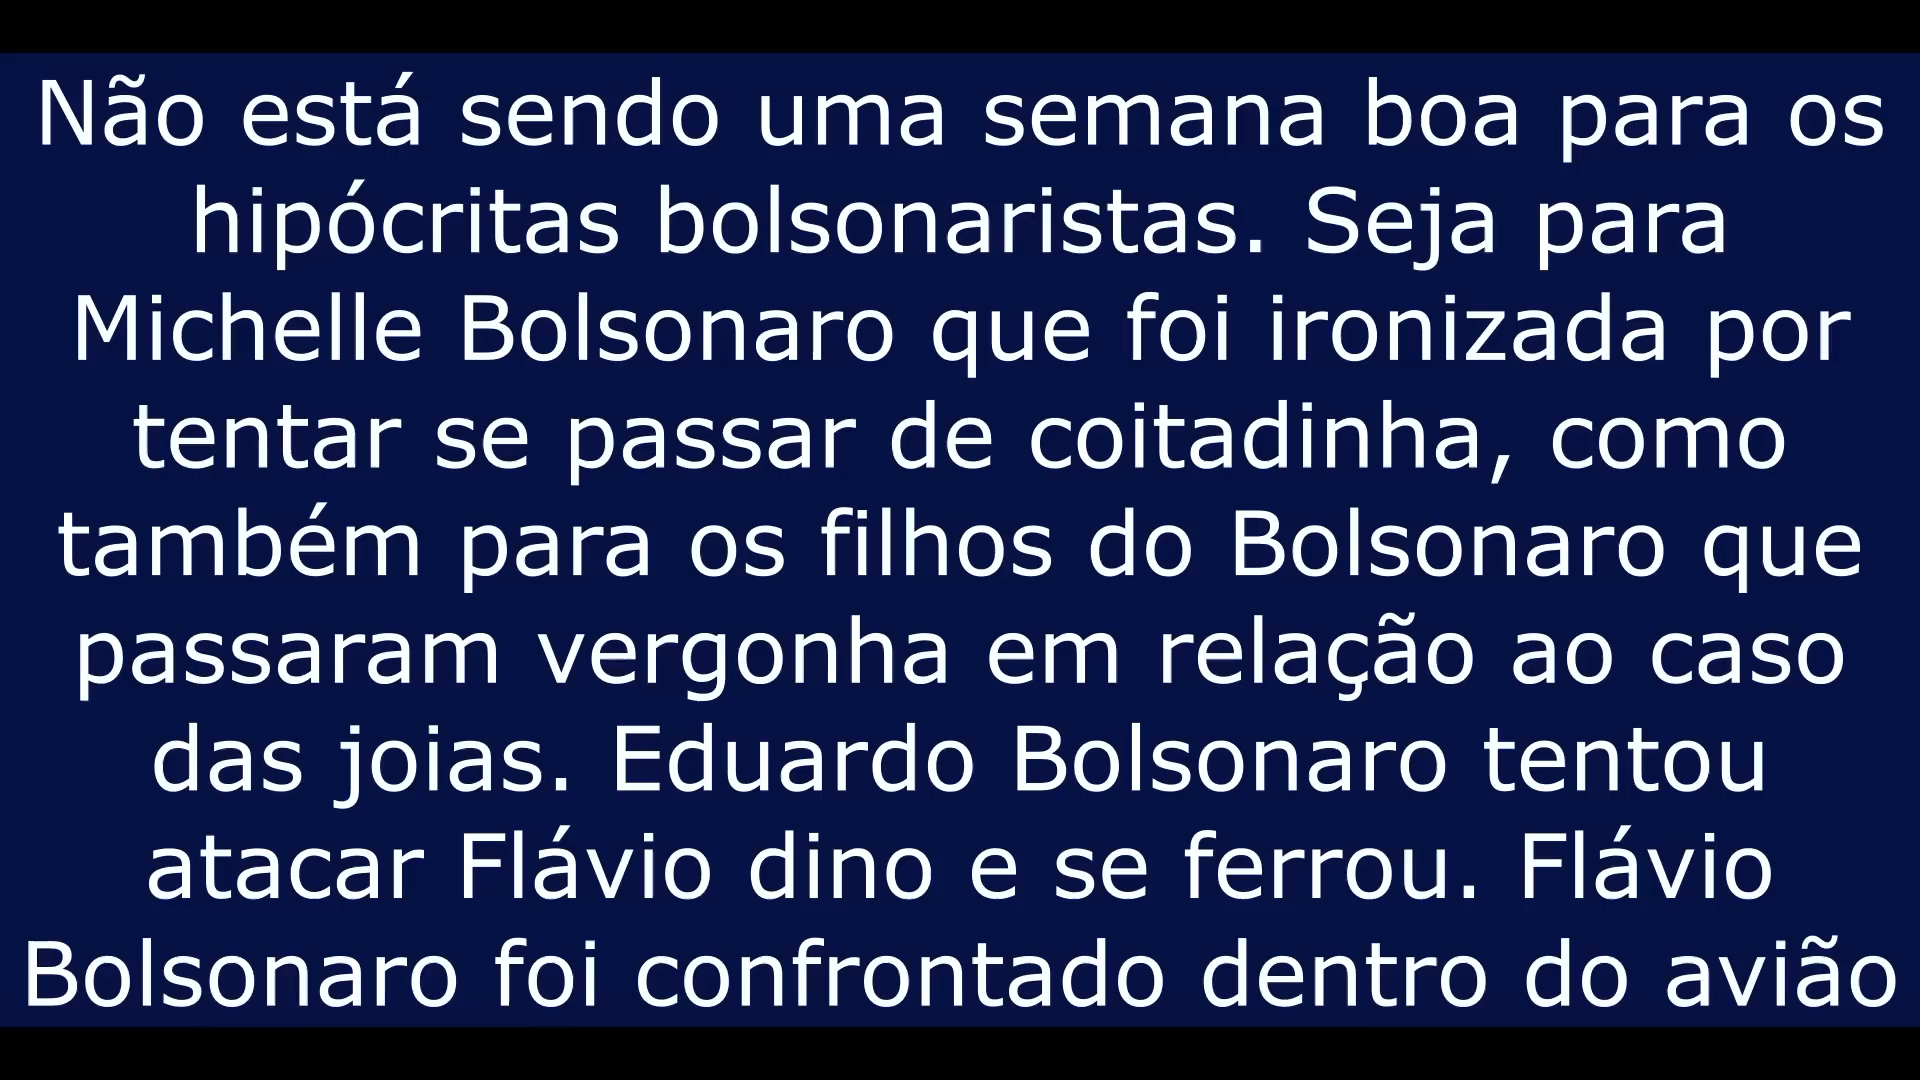 Não está sendo uma semana boa para os
hipócritas bolsonaristas. Seja para
Michelle Bolsonaro que foi ironizada por
tentar se passar de coitadinha, como
também para os filhos do Bolsonaro que
passaram vergonha em relação ao caso
das joias. Eduardo Bolsonaro tentou
atacar Flávio dino e se ferrou. Flávio
Bolsonaro foi confrontado dentro do avião